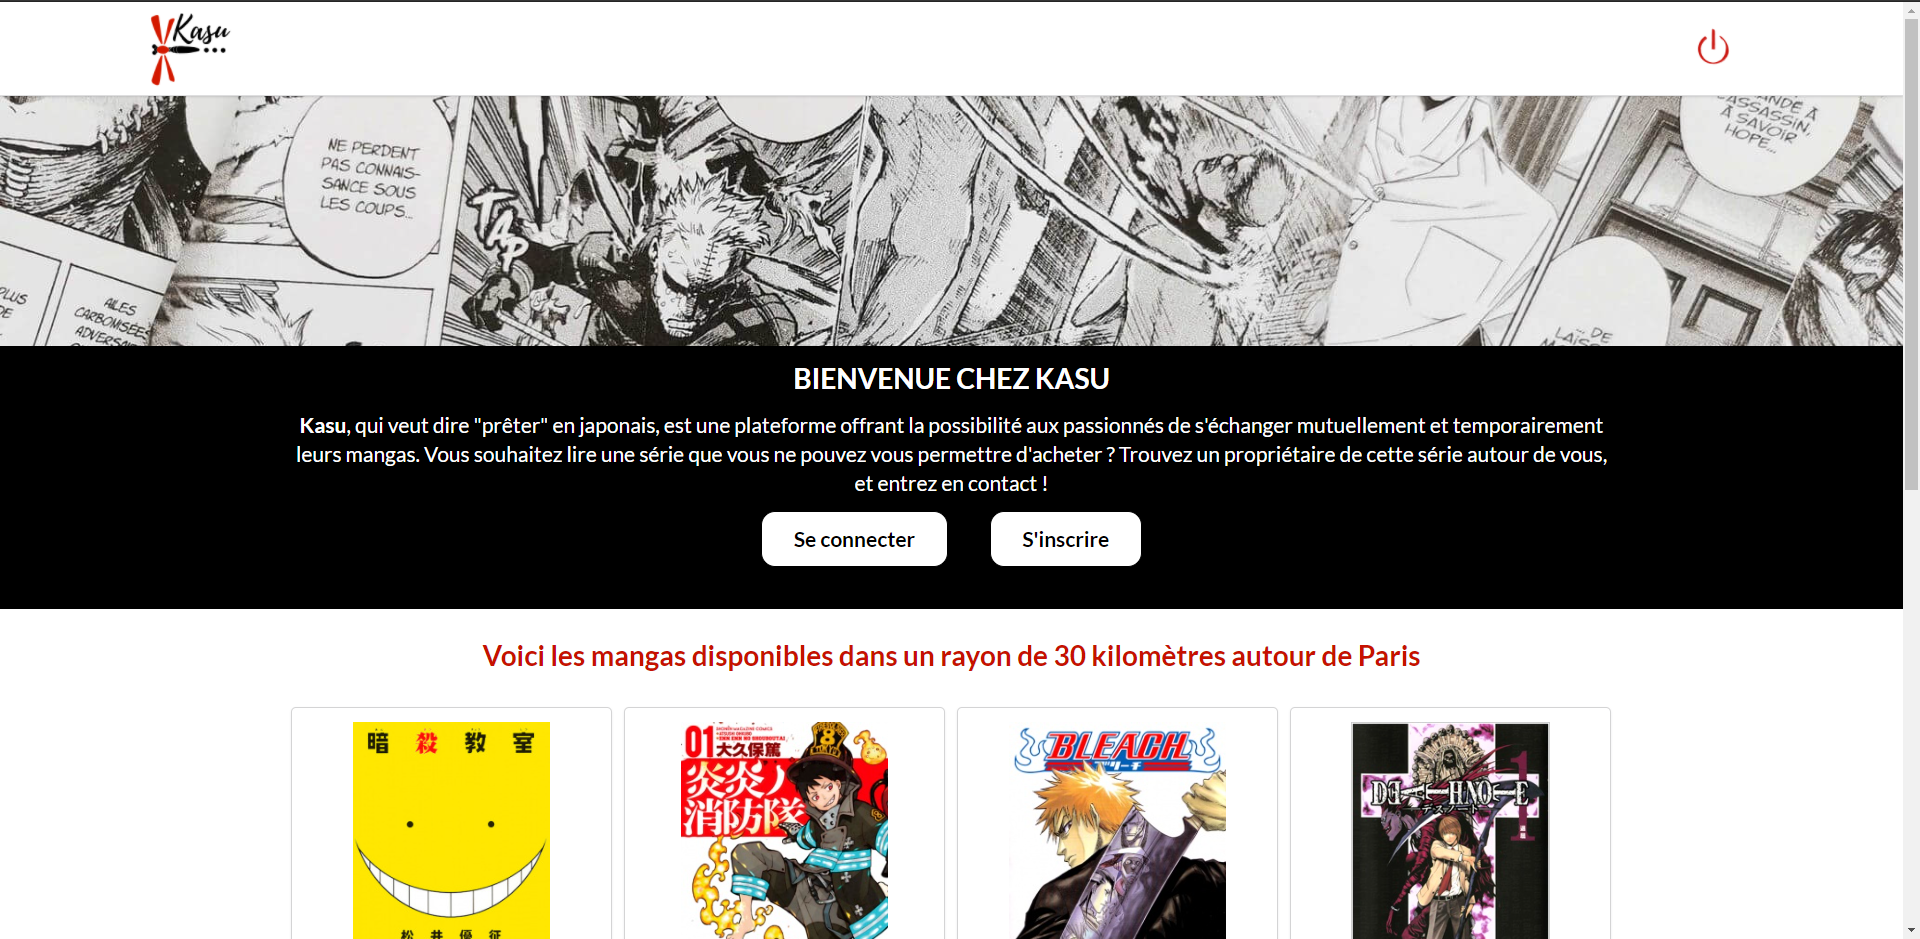 Kasu
NE PERDENT
PAS CONNAIS-
SANCE SOUS
LES COUPS...
TAP
PLUS
DE
AILES
CARBONISÉES
ASSASSIN,
À SAVOIR
HOPE...
... DE
BIENVENUE CHEZ KASU
Kasu, qui veut dire "prêter" en japonais, est une plateforme offrant la possibilité aux passionnés de s'échanger mutuellement et temporairement
leurs mangas. Vous souhaitez lire une série que vous ne pouvez vous permettre d'acheter ? Trouvez un propriétaire de cette série autour de vous,
et entrez en contact !
Se connecter
S'inscrire
Voici les mangas disponibles dans un rayon de 30 kilomètres autour de Paris
暗殺教室
松井優征
01
大久保篤
炎炎ノ
消防隊
8
BLEACH
ブリーチ
DEATH NOTE
デスノート
1